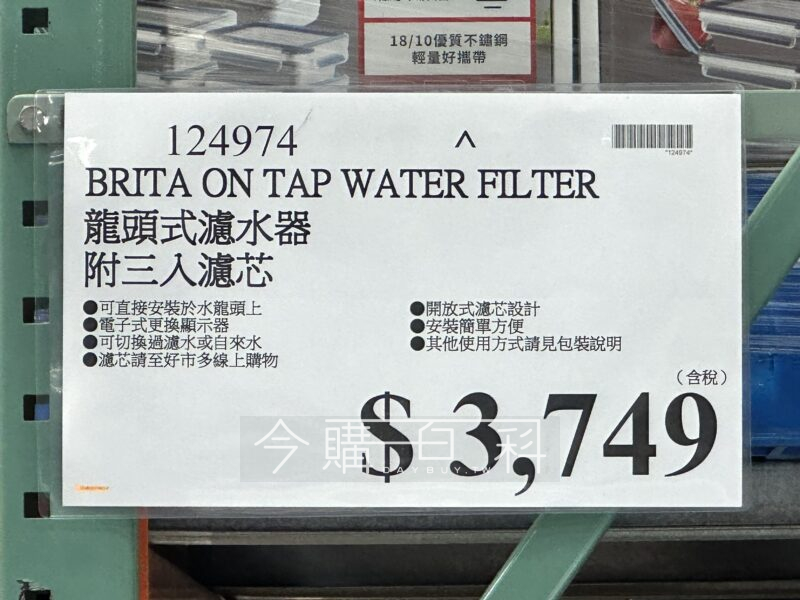 18/10優質不鏽鋼
輕量好攜帶
124974 ^
"124974"
BRITA ON TAP WATER FILTER
龍頭式濾水器
附三入濾芯
●可直接安裝於水龍頭上
●電子式更換顯示器
●可切換過濾水或自來水
●濾芯請至好市多線上購物
●開放式濾芯設計
●安裝簡單方便
●其他使用方式請見包裝說明
(含稅)
$ 3,749
今購百科